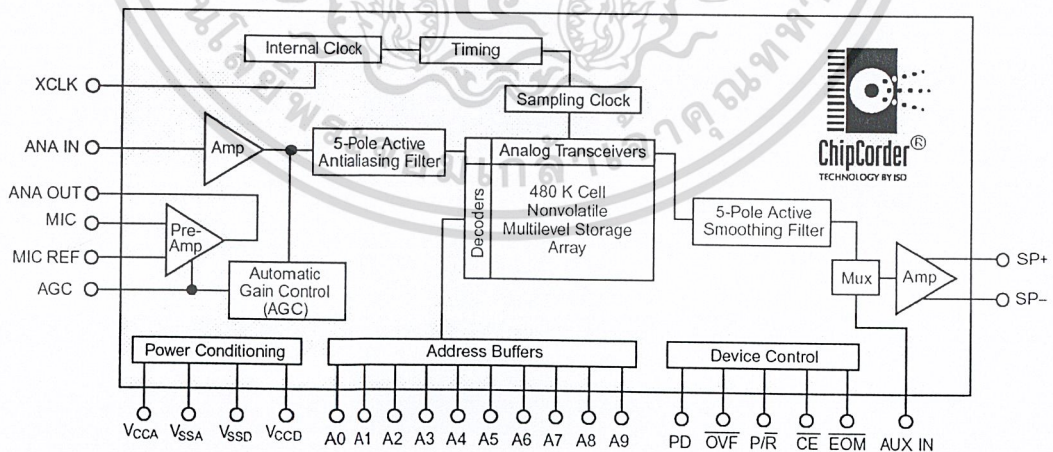 Internal Clock
Timing
XCLK
Sampling Clock
ANA IN
Amp
5-Pole Active
Antialiasing Filter
Analog Transceivers
ChipCorder®
TECHNOLOGY BY ISD
ANA OUT
MIC
Pre-
Amp
MIC REF
AGC
Automatic
Gain Control
(AGC)
Decoders
480 K Cell
Nonvolatile
Multilevel Storage
Array
5-Pole Active
Smoothing Filter
Mux
Amp
SP+
SP–
Power Conditioning
Address Buffers
Device Control
VCCA VSSA VSSD VCCD A0 A1 A2 A3 A4 A5 A6 A7 A8 A9 PD OVF P/R CE EOM AUX IN